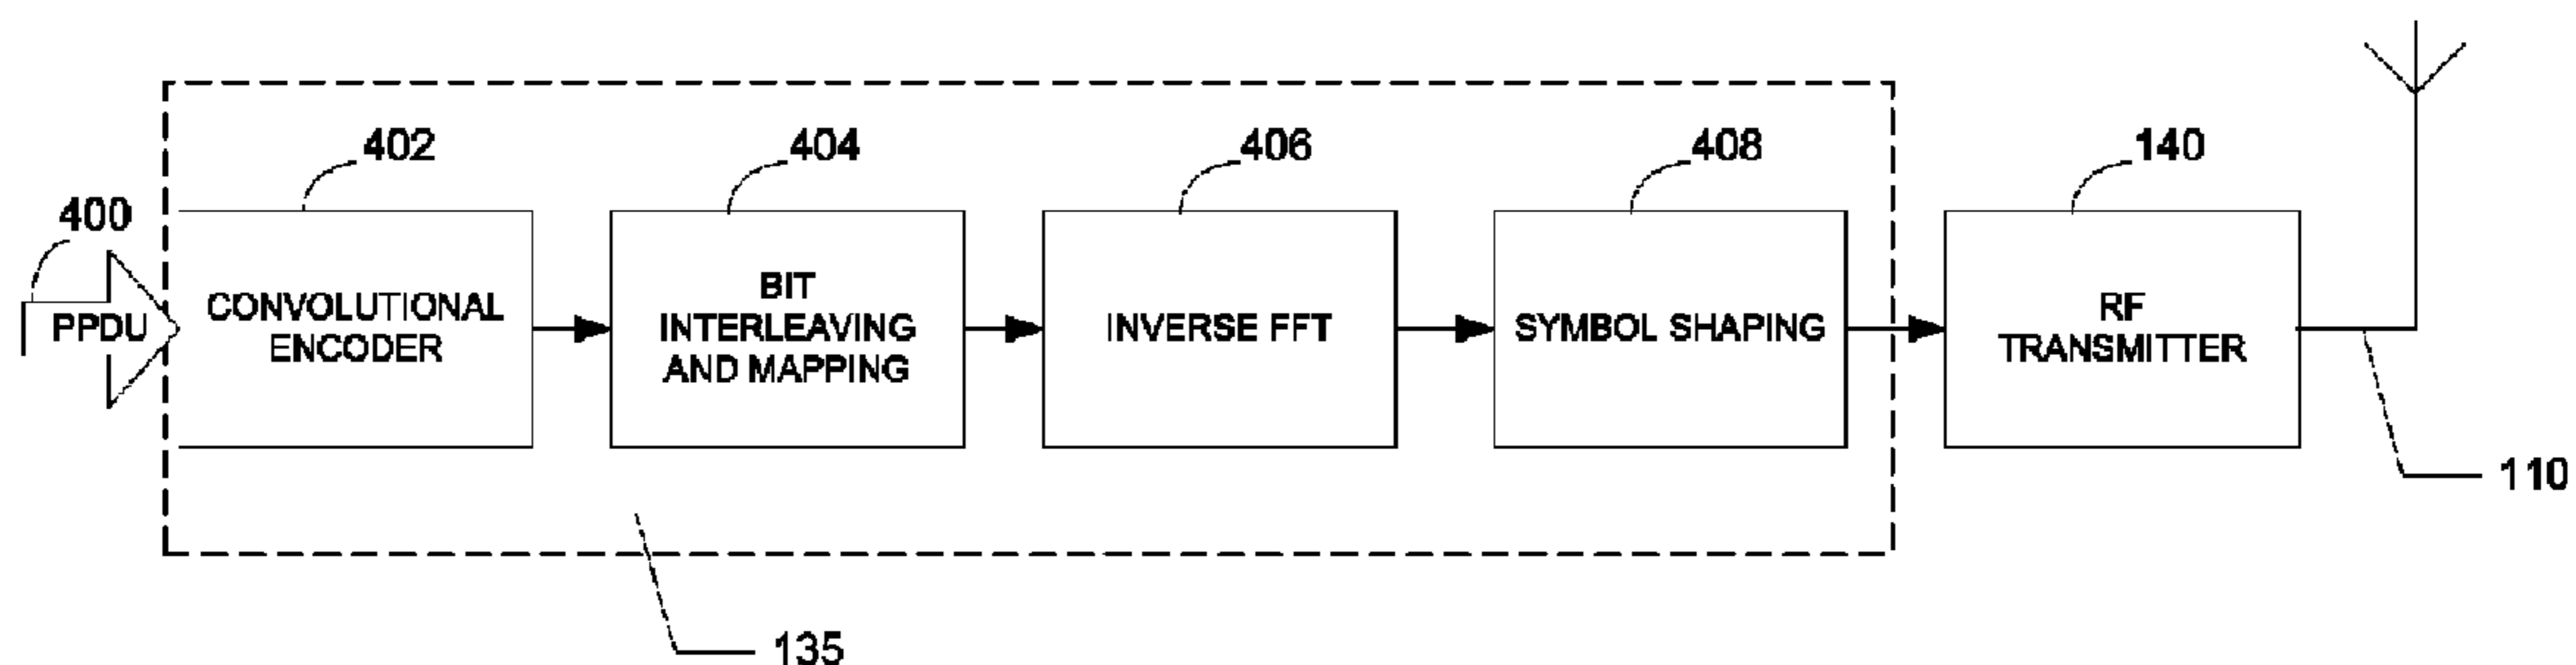 402
404
406
408
140
400
PPDU
CONVOLUTIONAL
ENCODER
BIT
INTERLEAVING
AND MAPPING
INVERSE FFT
SYMBOL SHAPING
RF
TRANSMITTER
110
135